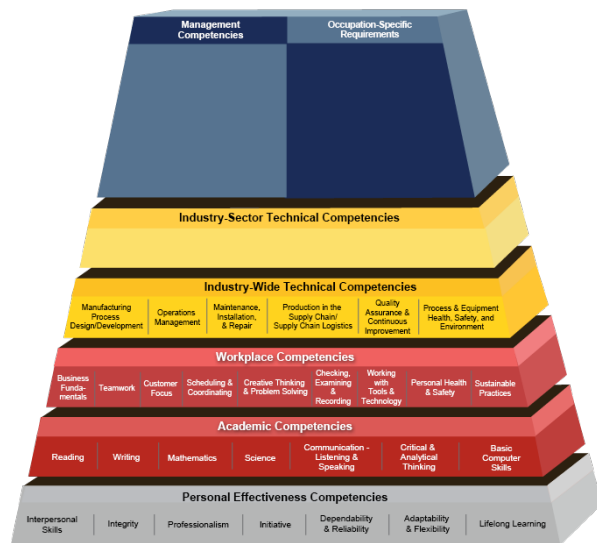 Management
Competencies
Occupation-Specific
Requirements
Industry-Sector Technical Competencies
Industry-Wide Technical Competencies
Manufacturing
Process
Design/Development
Operations
Management
Maintenance,
Installation,
& Repair
Production in the
Supply Chain/
Supply Chain Logistics
Quality
Assurance &
Continuous
Improvement
Process & Equipment
Health, Safety, and
Environment
Workplace Competencies
Business
Funda-
mentals
Teamwork
Customer
Focus
Scheduling &
Coordinating
Creative Thinking
& Problem Solving
Checking,
Examining &
Recording
Working
with
Tools &
Technology
Personal Health
& Safety
Sustainable
Practices
Academic Competencies
Reading
Writing
Mathematics
Science
Communication -
Listening &
Speaking
Critical &
Analytical
Thinking
Basic
Computer
Skills
Personal Effectiveness Competencies
Interpersonal
Skills
Integrity
Professionalism
Initiative
Dependability
& Reliability
Adaptability
& Flexibility
Lifelong Learning